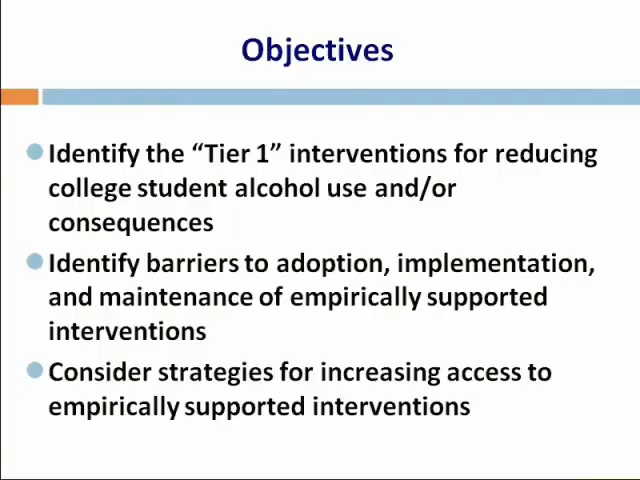 Objectives
Identify the “Tier 1” interventions for reducing
college student alcohol use and/or
consequences
Identify barriers to adoption, implementation,
and maintenance of empirically supported
interventions
Consider strategies for increasing access to
empirically supported interventions